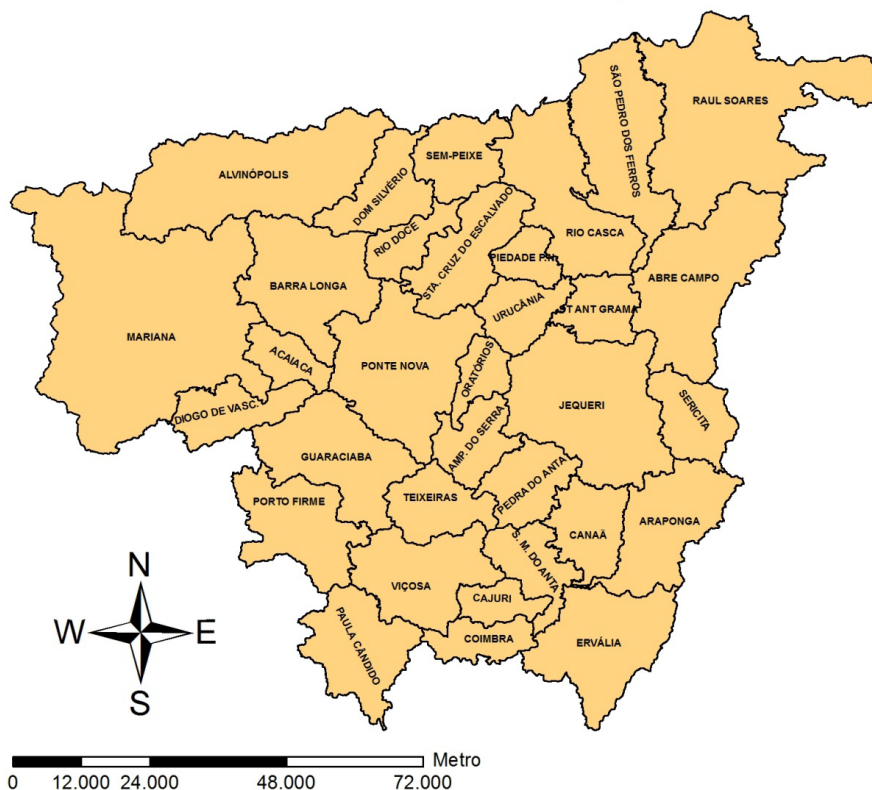 SÃO PEDRO DOS FERROS
RAUL SOARES
SEM-PEIXE
ALVINÓPOLIS
DOM SILVÉRIO
RIO DOCE
STA. CRUZ DO ESCALVADO
RIO CASCA
PIEDADE P.N.
ABRE CAMPO
BARRA LONGA
URUCÂNIA
ST ANT GRAMA
MARIANA
ACAIACA
PONTE NOVA
ORATÓRIOS
JEQUERI
SERICITA
DIOGO DE VASC.
AMP. DO SERRA
GUARACIABA
PEDRA DO ANTA
TEIXEIRAS
PORTO FIRME
ARAPONGA
CANAÃ
S. M. DO ANTA
VIÇOSA
CAJURI
COIMBRA
ERVÁLIA
PAULA CÂNDIDO
N
W E
S
Metro
0 12.000 24.000 48.000 72.000